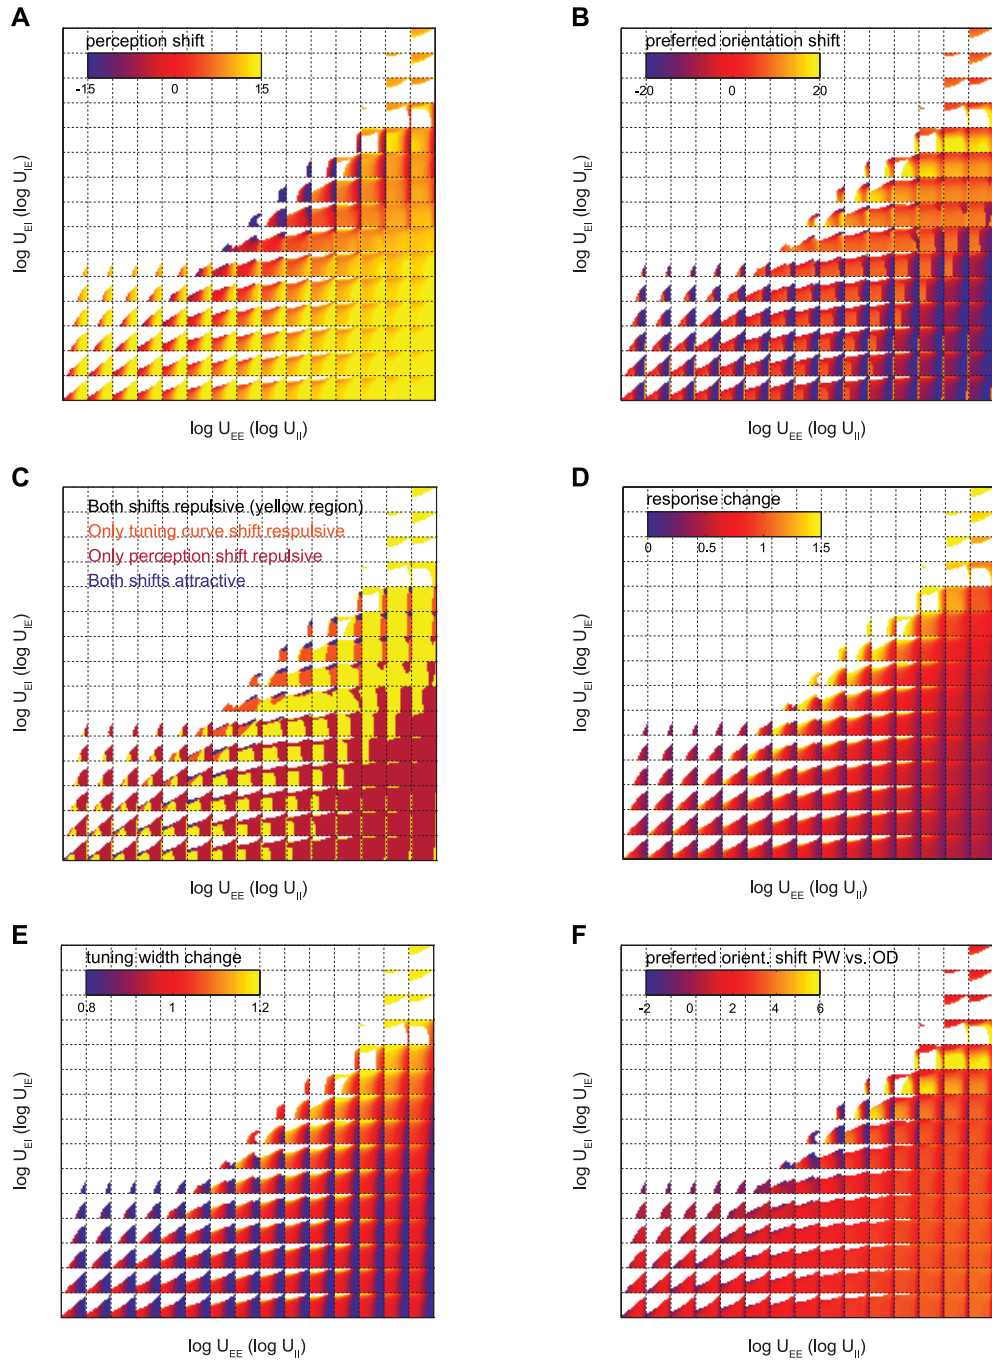 A
perception shift
-15 0 15
log U_EI (log U_IE)
log U_EE (log U_II)
B
preferred orientation shift
-20 0 20
log U_EI (log U_IE)
log U_EE (log U_II)
C
Both shifts repulsive (yellow region)
Only tuning curve shift respulsive
Only perception shift repulsive
Both shifts attractive
log U_EI (log U_IE)
log U_EE (log U_II)
D
response change
0 0.5 1 1.5
log U_EI (log U_IE)
log U_EE (log U_II)
E
tuning width change
0.8 1 1.2
log U_EI (log U_IE)
log U_EE (log U_II)
F
preferred orient. shift PW vs. OD
-2 0 2 4 6
log U_EI (log U_IE)
log U_EE (log U_II)